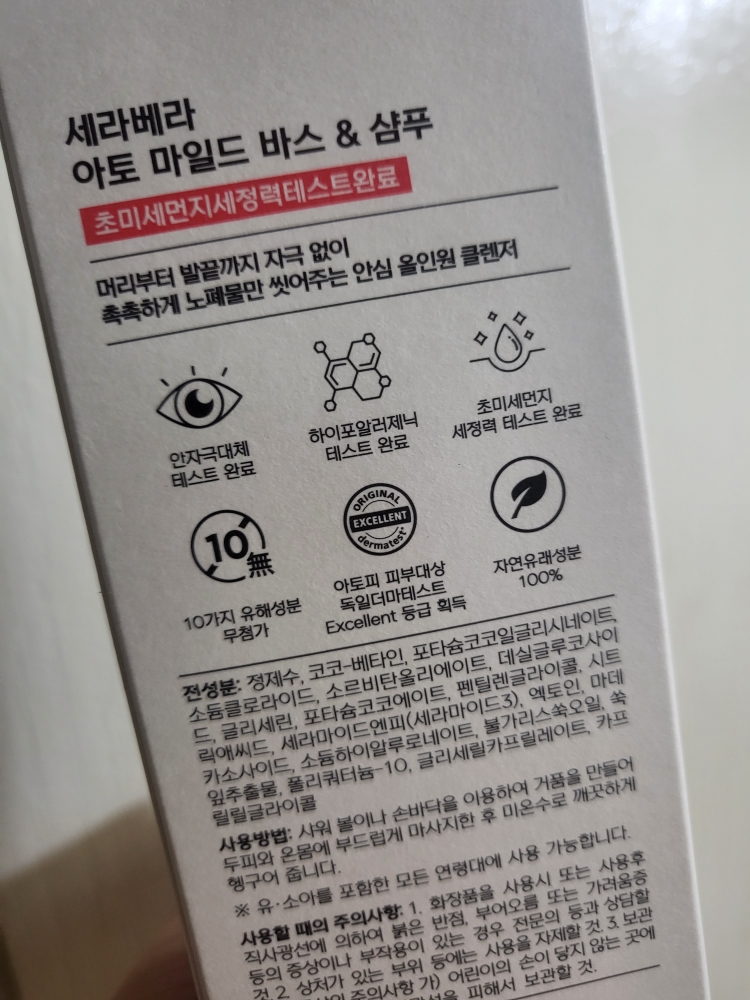 세라베라
아토 마일드 바스 & 샴푸
초미세먼지세정력테스트완료
머리부터 발끝까지 자극 없이
촉촉하게 노폐물만 씻어주는 안심 올인원 클렌저
안자극대체
테스트 완료
하이포알러제닉
테스트 완료
초미세먼지
세정력 테스트 완료
10無
10가지 유해성분
무첨가
ORIGINAL
EXCELLENT
dermatest
아토피 피부대상
독일더마테스트
Excellent 등급 획득
자연유래성분
100%
전성분: 정제수, 코코-베타인, 포타슘코코일글리시네이트,
소듐클로라이드, 소르비탄올리에이트, 데실글루코사이
드, 글리세린, 포타슘코코에이트, 펜틸렌글라이콜, 시트
릭애씨드, 세라마이드엔피(세라마이드3), 엑토인, 마데
카소사이드, 소듐하이알루로네이트, 불가리스쑥오일, 쑥
잎추출물, 폴리쿼터늄-10, 글리세릴카프릴레이트, 카프
릴릴글라이콜
사용방법: 샤워 볼이나 손바닥을 이용하여 거품을 만들어
두피와 온몸에 부드럽게 마사지한 후 미온수로 깨끗하게
헹구어 줍니다.
※ 유·소아를 포함한 모든 연령대에 사용 가능합니다.
사용할 때의 주의사항: 1. 화장품을 사용시 또는 사용후
직사광선에 의하여 붉은 반점, 부어오름 또는 가려움증
등의 증상이나 부작용이 있는 경우 전문의 등과 상담할
것 2. 상처가 있는 부위 등에는 사용을 자제할 것. 3. 보관
주의사항 가) 어린이의 손이 닿지 않는 곳에
피해서 보관할 것.